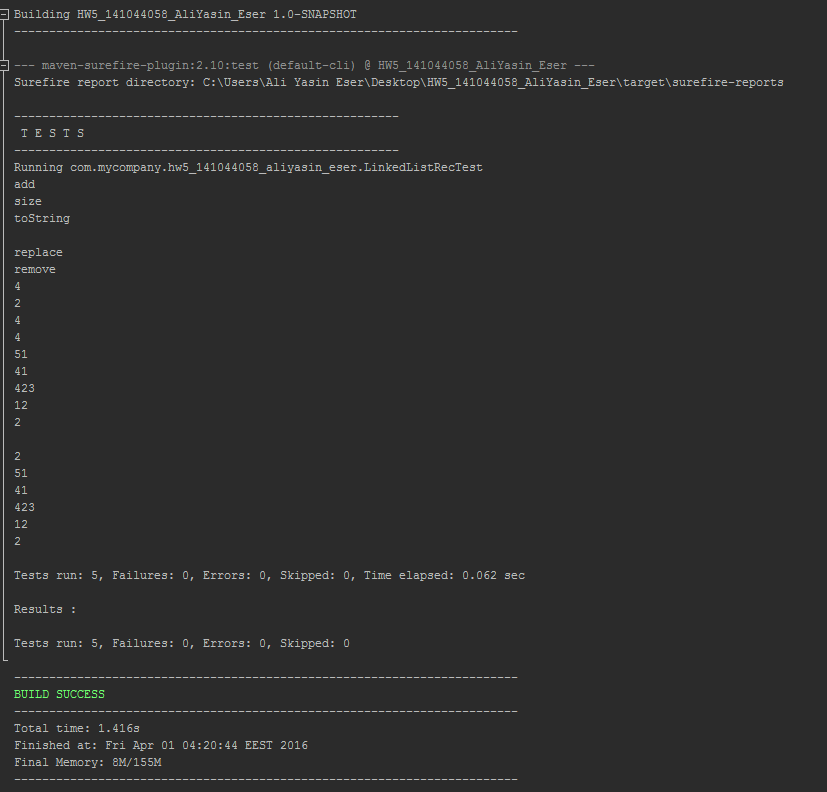 Building HW5_141044058_AliYasin_Eser 1.0-SNAPSHOT
------------------------------------------------------------------------
--- maven-surefire-plugin:2.10:test (default-cli) @ HW5_141044058_AliYasin_Eser ---
Surefire report directory: C:\Users\Ali Yasin Eser\Desktop\HW5_141044058_AliYasin_Eser\target\surefire-reports
-------------------------------------------------------
T E S T S
-------------------------------------------------------
Running com.mycompany.hw5_141044058_aliyasin_eser.LinkedListRecTest
add
size
toString
replace
remove
4
2
4
4
51
41
423
12
2
2
51
41
423
12
2
Tests run: 5, Failures: 0, Errors: 0, Skipped: 0, Time elapsed: 0.062 sec
Results :
Tests run: 5, Failures: 0, Errors: 0, Skipped: 0
------------------------------------------------------------------------
BUILD SUCCESS
------------------------------------------------------------------------
Total time: 1.416s
Finished at: Fri Apr 01 04:20:44 EEST 2016
Final Memory: 8M/155M
------------------------------------------------------------------------